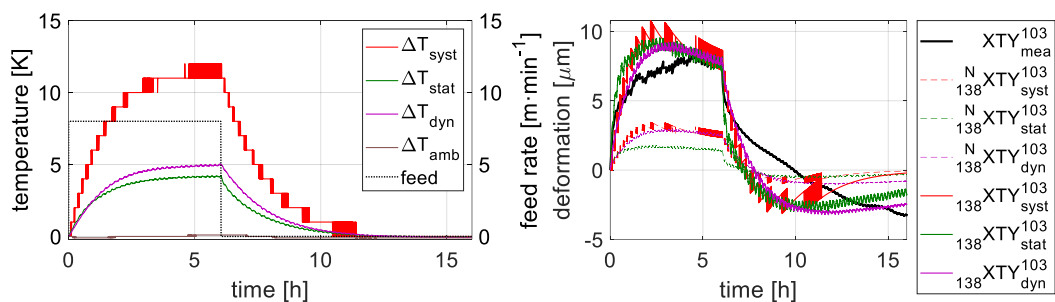 15
10
5
0
temperature [K]
0
5
10
15
time [h]
15
10
5
0
feed rate [m·min⁻¹]
ΔT_syst
ΔT_stat
ΔT_dyn
ΔT_amb
feed
10
5
0
-5
deformation [μm]
0
5
10
15
time [h]
XTY^103_mea
^N_138XTY^103_syst
^N_138XTY^103_stat
^N_138XTY^103_dyn
_138XTY^103_syst
_138XTY^103_stat
_138XTY^103_dyn